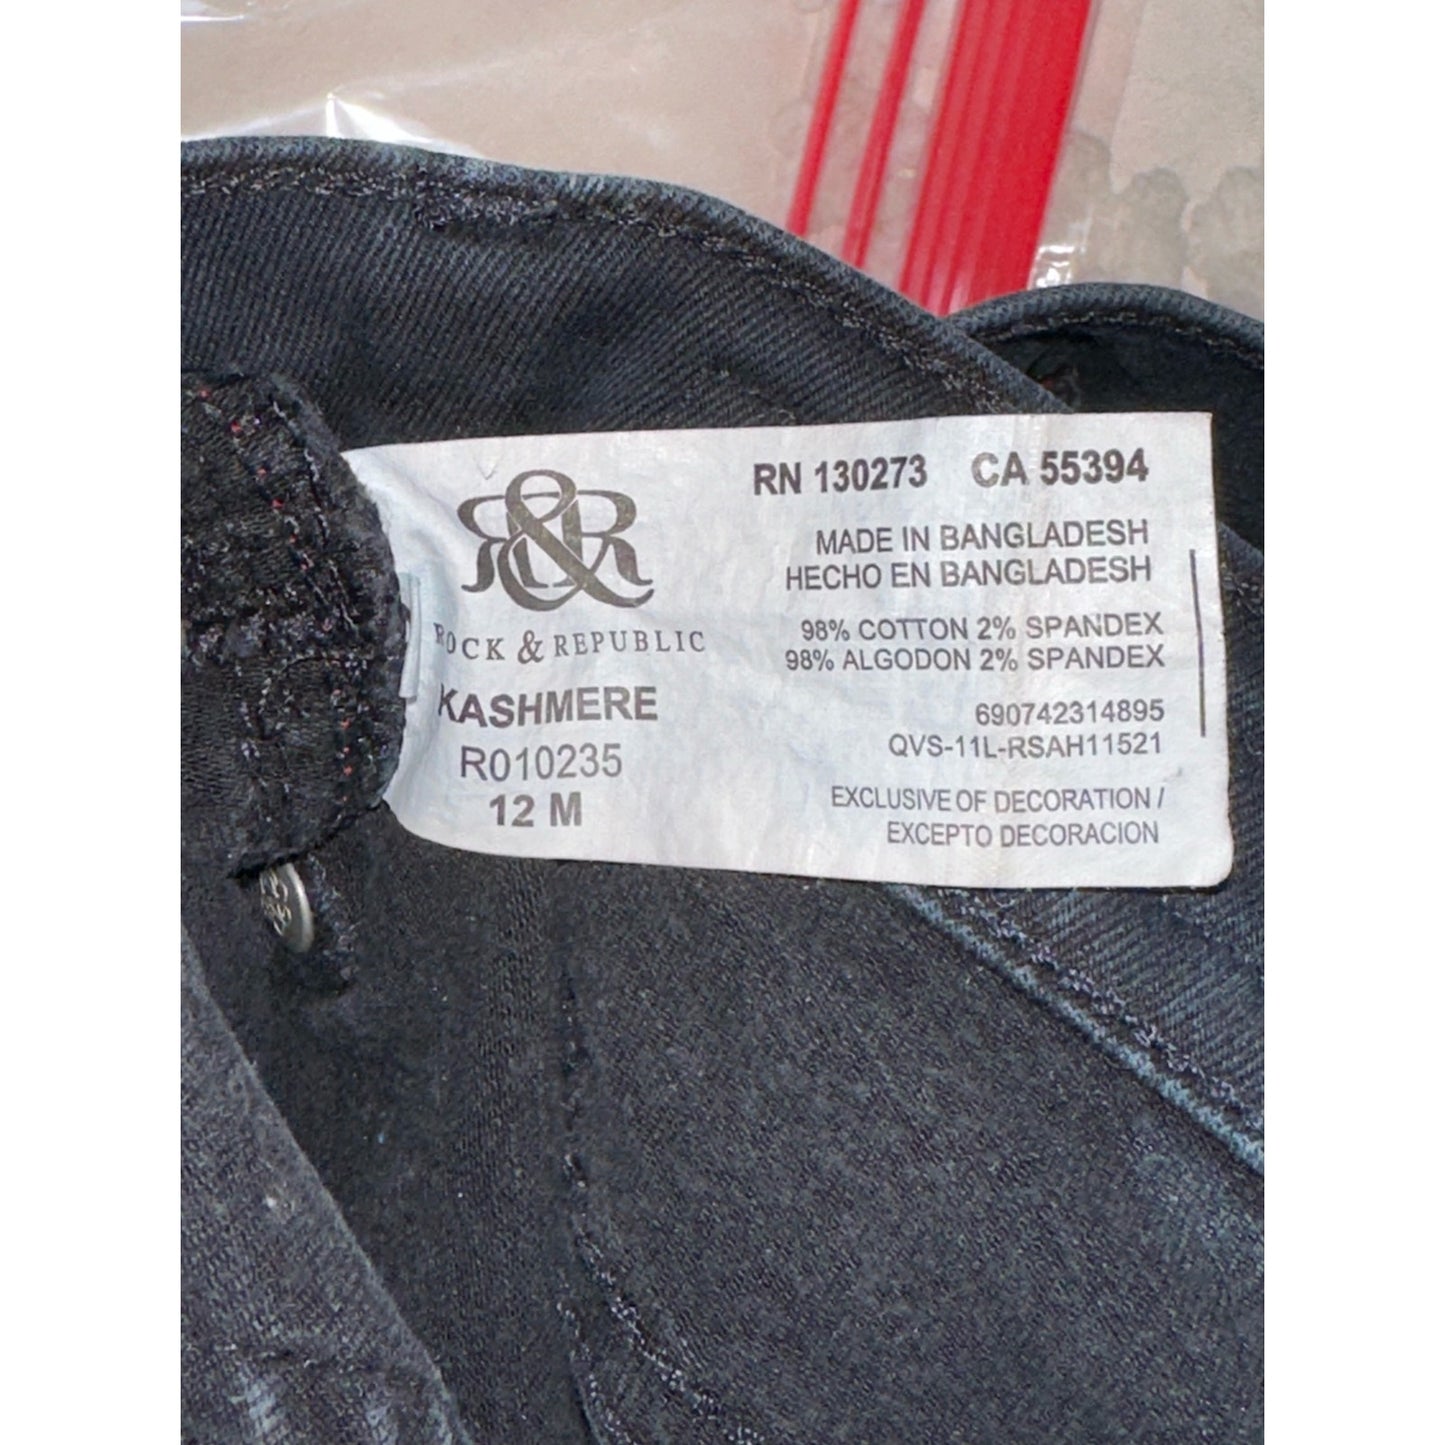 R&R
ROCK & REPUBLIC
KASHMERE
R010235
12 M
RN 130273 CA 55394
MADE IN BANGLADESH
HECHO EN BANGLADESH
98% COTTON 2% SPANDEX
98% ALGODON 2% SPANDEX
690742314895
QVS-11L-RSAH11521
EXCLUSIVE OF DECORATION /
EXCEPTO DECORACION